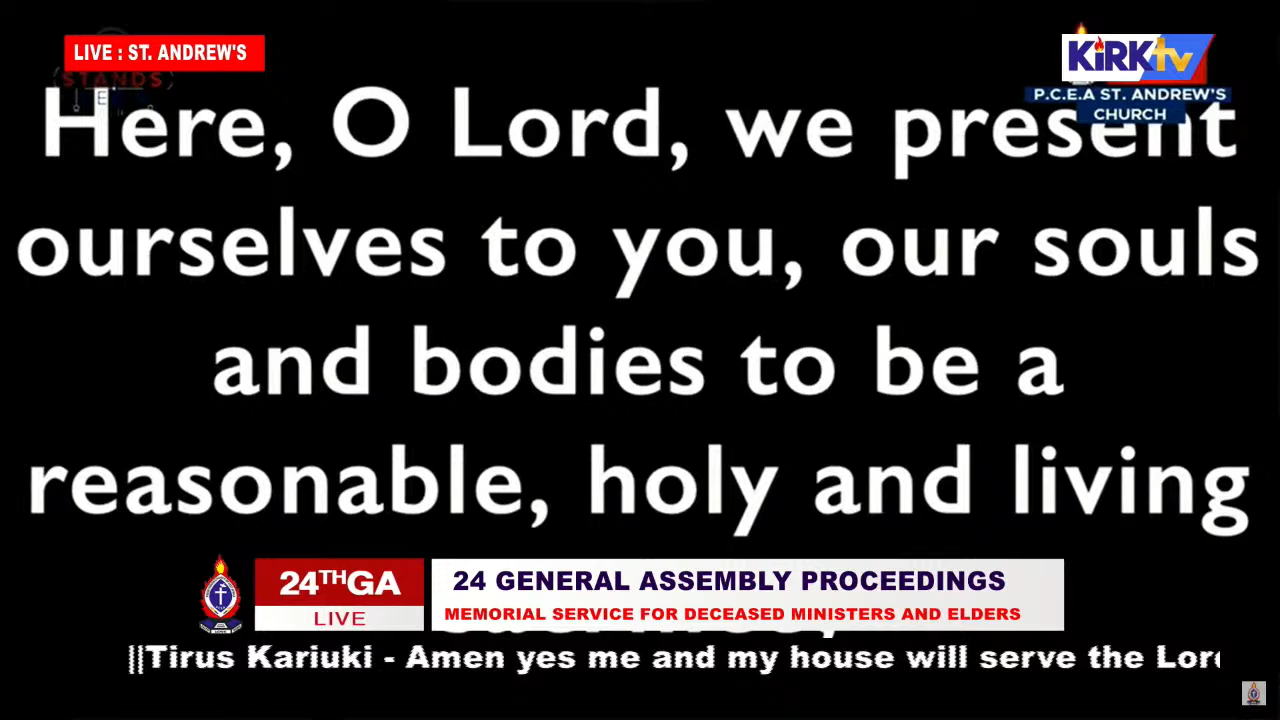 LIVE : ST. ANDREW'S
KiRKtv
P.C.E.A ST. ANDREW'S
CHURCH
STANDS
Here, O Lord, we present
ourselves to you, our souls
and bodies to be a
reasonable, holy and living
24THGA
LIVE
24 GENERAL ASSEMBLY PROCEEDINGS
MEMORIAL SERVICE FOR DECEASED MINISTERS AND ELDERS
||Tirus Kariuki - Amen yes me and my house will serve the Lord